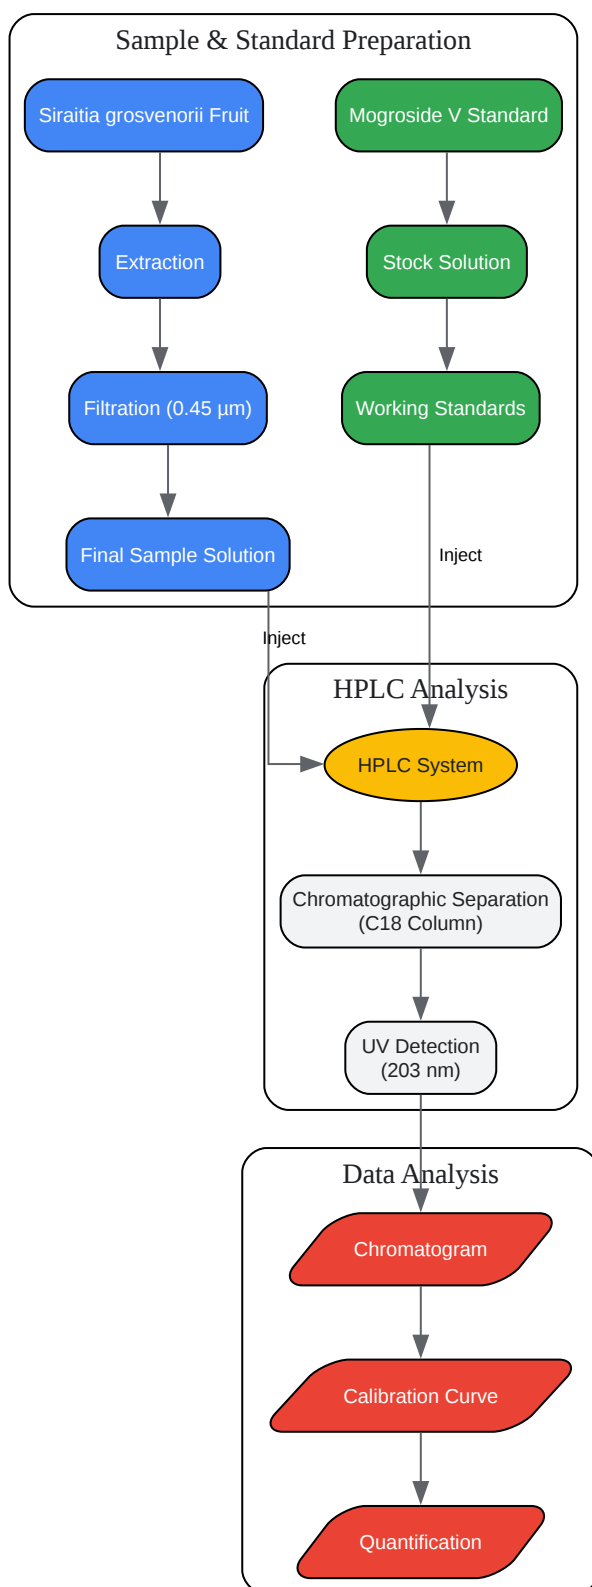 Sample & Standard Preparation
Siraitia grosvenorii Fruit
Mogroside V Standard
Extraction
Stock Solution
Filtration (0.45 µm)
Working Standards
Final Sample Solution
Inject
Inject
HPLC Analysis
HPLC System
Chromatographic Separation
(C18 Column)
UV Detection
(203 nm)
Data Analysis
Chromatogram
Calibration Curve
Quantification